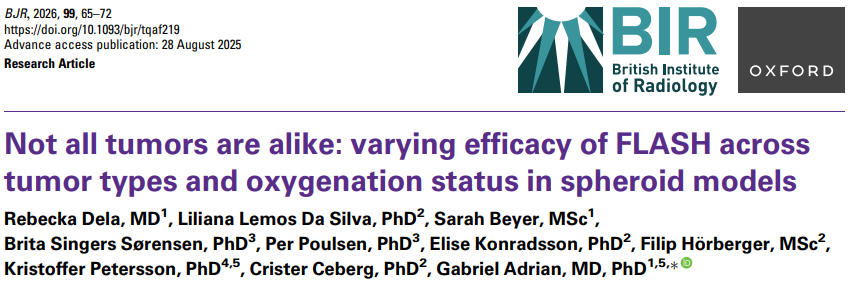 BJR, 2026, 99, 65–72
https://doi.org/10.1093/bjr/tqaf219
Advance access publication: 28 August 2025
Research Article
BIR
British Institute
of Radiology
OXFORD
Not all tumors are alike: varying efficacy of FLASH across
tumor types and oxygenation status in spheroid models
Rebecka Dela, MD1, Liliana Lemos Da Silva, PhD2, Sarah Beyer, MSc1,
Brita Singers Sørensen, PhD3, Per Poulsen, PhD3, Elise Konradsson, PhD2, Filip Hörberger, MSc2,
Kristoffer Petersson, PhD4,5, Crister Ceberg, PhD2, Gabriel Adrian, MD, PhD1,5,* iD